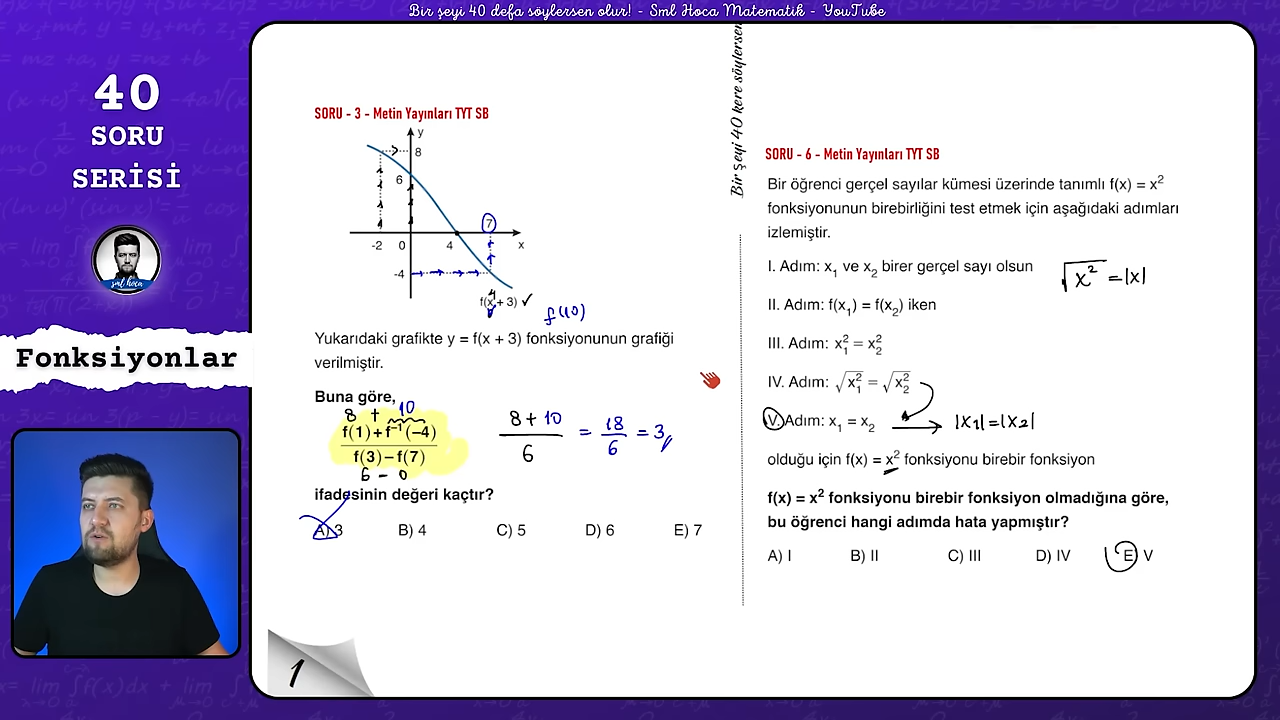 Bir şeyi 40 defa söylersen olur! - Sml Hoca Matematik - YouTube
40
SORU
SERİSİ
sml hoca
Fonksiyonlar
SORU - 3 - Metin Yayınları TYT SB
y
8
6
7
-2 0 4 x
-4
f(x + 3) ✓
4
f(10)
Yukarıdaki grafikte y = f(x + 3) fonksiyonunun grafiği
verilmiştir.
Buna göre,
8 + 10
f(1)+f⁻¹(-4)
f(3)-f(7)
6 - 0
8 + 10
6
= 18/6 = 3
ifadesinin değeri kaçtır?
A) 3 B) 4 C) 5 D) 6 E) 7
1
Bir şeyi 40 kere söylersen
SORU - 6 - Metin Yayınları TYT SB
Bir öğrenci gerçel sayılar kümesi üzerinde tanımlı f(x) = x²
fonksiyonunun birebirliğini test etmek için aşağıdaki adımları
izlemiştir.
I. Adım: x₁ ve x₂ birer gerçel sayı olsun
√x² = |x|
II. Adım: f(x₁) = f(x₂) iken
III. Adım: x₁² = x₂²
IV. Adım: √x₁² = √x₂²
V. Adım: x₁ = x₂ → |x₁| = |x₂|
olduğu için f(x) = x² fonksiyonu birebir fonksiyon
f(x) = x² fonksiyonu birebir fonksiyon olmadığına göre,
bu öğrenci hangi adımda hata yapmıştır?
A) I B) II C) III D) IV E) V